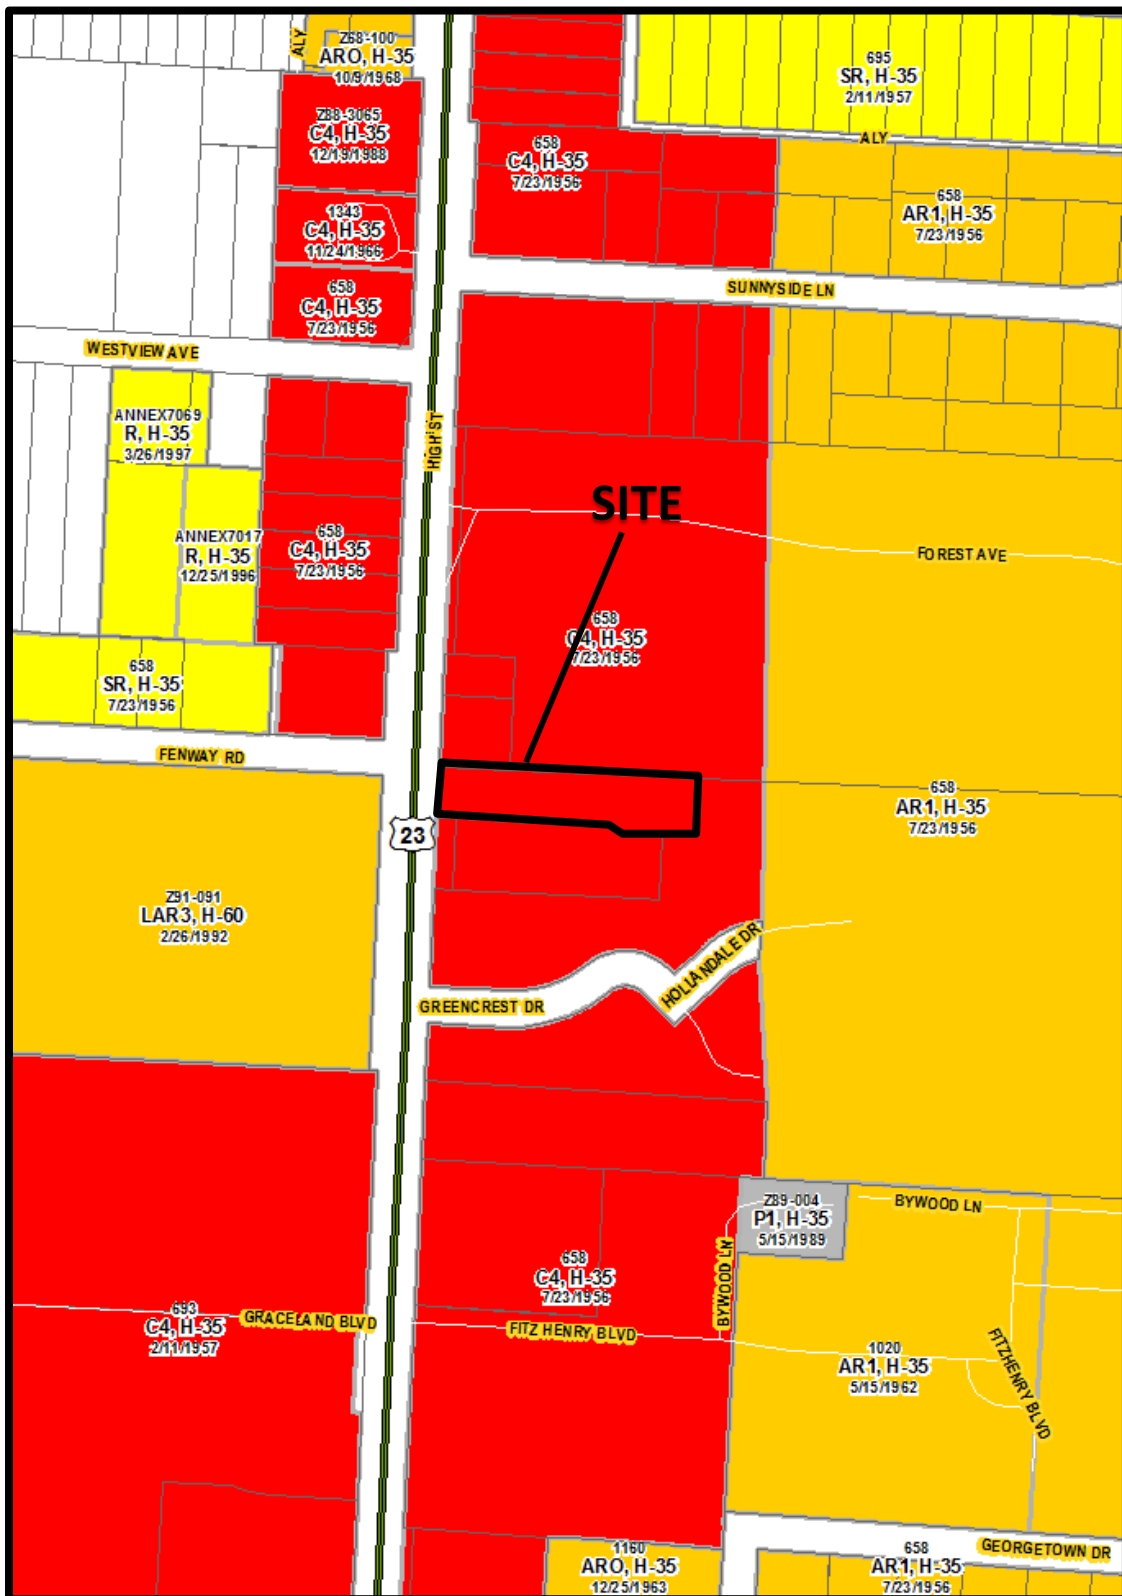 ALY
Z68-100
ARO, H-35
10/9/1968
695
SR, H-35
2/11/1957
Z88-3065
C4, H-35
12/19/1988
658
C4, H-35
7/23/1956
ALY
658
AR1, H-35
7/23/1956
1343
C4, H-35
11/24/1966
658
C4, H-35
7/23/1956
SUNNYSIDE LN
WESTVIEW AVE
ANNEX7069
R, H-35
3/26/1997
HIGH ST
SITE
ANNEX7017
R, H-35
12/25/1996
658
C4, H-35
7/23/1956
FOREST AVE
658
C4, H-35
7/23/1956
658
SR, H-35
7/23/1956
FENWAY RD
658
AR1, H-35
7/23/1956
23
Z91-091
LAR3, H-60
2/26/1992
HOLLANDALE DR
GREENCREST DR
Z89-004
P1, H-35
5/15/1989
BYWOOD LN
BYWOOD LN
658
C4, H-35
7/23/1956
693
C4, H-35
2/11/1957
GRACELAND BLVD
FITZ HENRY BLVD
1020
AR1, H-35
5/15/1962
FITZHENRY BLVD
1160
ARO, H-35
12/25/1963
658
AR1, H-35
7/23/1956
GEORGETOWN DR